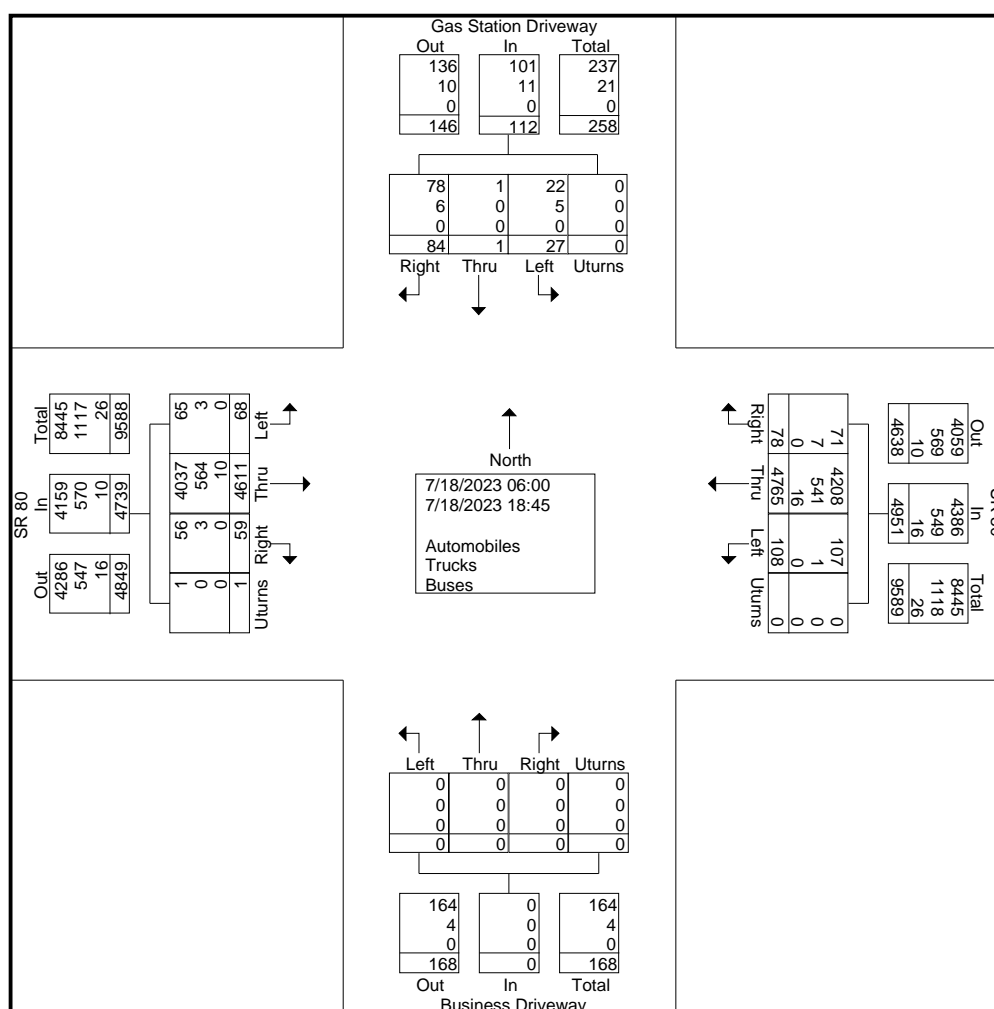 Gas Station Driveway
Out In Total
136 101 237
10 11 21
0 0 0
146 112 258
78 1 22 0
6 0 5 0
0 0 0 0
84 1 27 0
Right Thru Left Uturns
SR 80
Total
8445
1117
26
9588
In
4159
570
10
4739
Out
4286
547
16
4849
65
3
0
68
Left
4037
564
10
4611
Thru
56
3
0
59
Right
1
0
0
1
Uturns
North
7/18/2023 06:00
7/18/2023 18:45
Automobiles
Trucks
Buses
Right
71
7
0
78
Thru
4208
541
16
4765
Left
107
1
0
108
Uturns
0
0
0
0
Out
4059
569
10
4638
In
4386
549
16
4951
Total
8445
1118
26
9589
Left Thru Right Uturns
0 0 0 0
0 0 0 0
0 0 0 0
0 0 0 0
164 0 164
4 0 4
0 0 0
168 0 168
Out In Total
Business Driveway